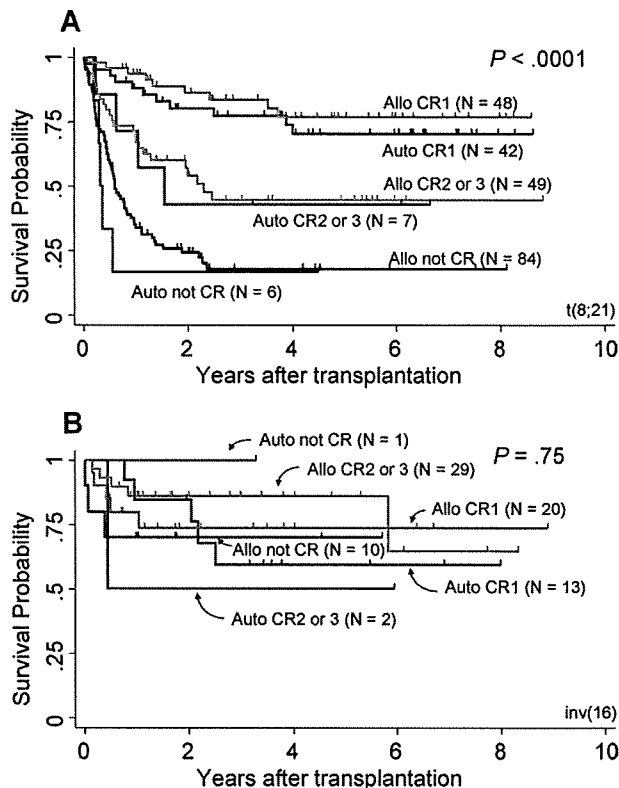 A
P < .0001
1
.75
.5
.25
0
Survival Probability
Allo CR1 (N = 48)
Auto CR1 (N = 42)
Allo CR2 or 3 (N = 49)
Auto CR2 or 3 (N = 7)
Allo not CR (N = 84)
Auto not CR (N = 6)
t(8;21)
0 2 4 6 8 10
Years after transplantation
B
P = .75
1
.75
.5
.25
0
Survival Probability
Auto not CR (N = 1)
Allo CR2 or 3 (N = 29)
Allo CR1 (N = 20)
Allo not CR (N = 10)
Auto CR1 (N = 13)
Auto CR2 or 3 (N = 2)
inv(16)
0 2 4 6 8 10
Years after transplantation